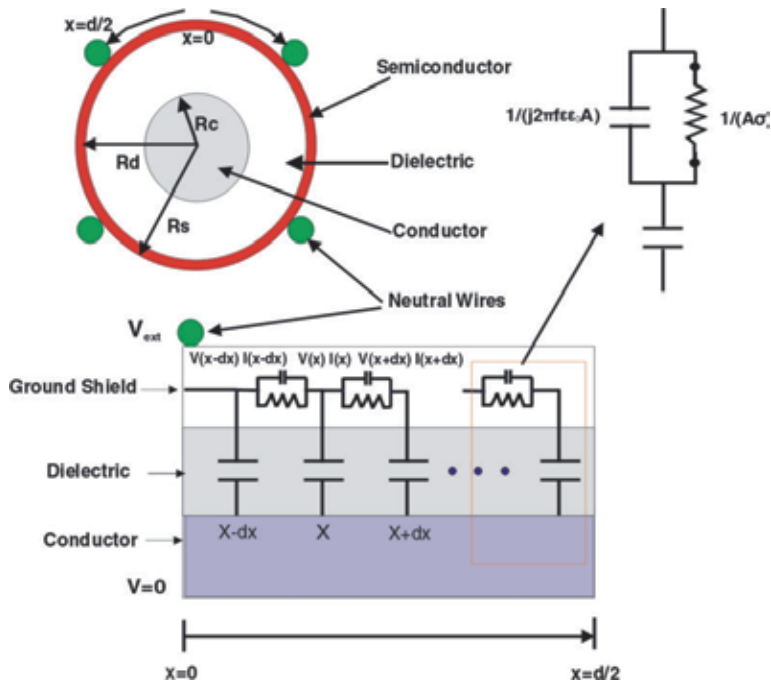 x=d/2
x=0
Semiconductor
Rc
Rd
Rs
Dielectric
Conductor
Neutral Wires
1/(j2πfεε₀A)
1/(Aσ
V_ext
V(x-dx) I(x-dx) V(x) I(x) V(x+dx) I(x+dx)
Ground Shield
Dielectric
Conductor
X-dx X X+dx
V=0
x=0
x=d/2